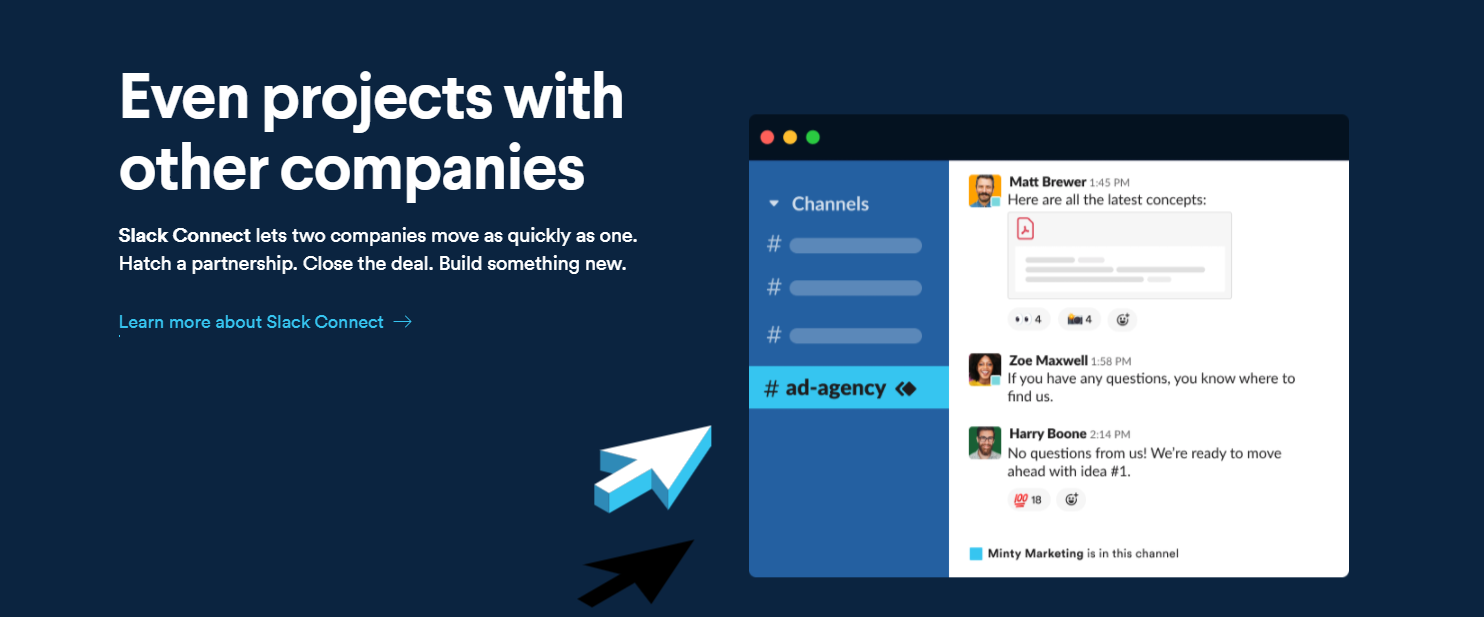 Even projects with
other companies
Slack Connect lets two companies move as quickly as one.
Hatch a partnership. Close the deal. Build something new.
Learn more about Slack Connect →
Channels
#
#
#
# ad-agency
Matt Brewer 1:45 PM
Here are all the latest concepts:
4 4
Zoe Maxwell 1:58 PM
If you have any questions, you know where to
find us.
Harry Boone 2:14 PM
No questions from us! We're ready to move
ahead with idea #1.
💯 18
Minty Marketing is in this channel